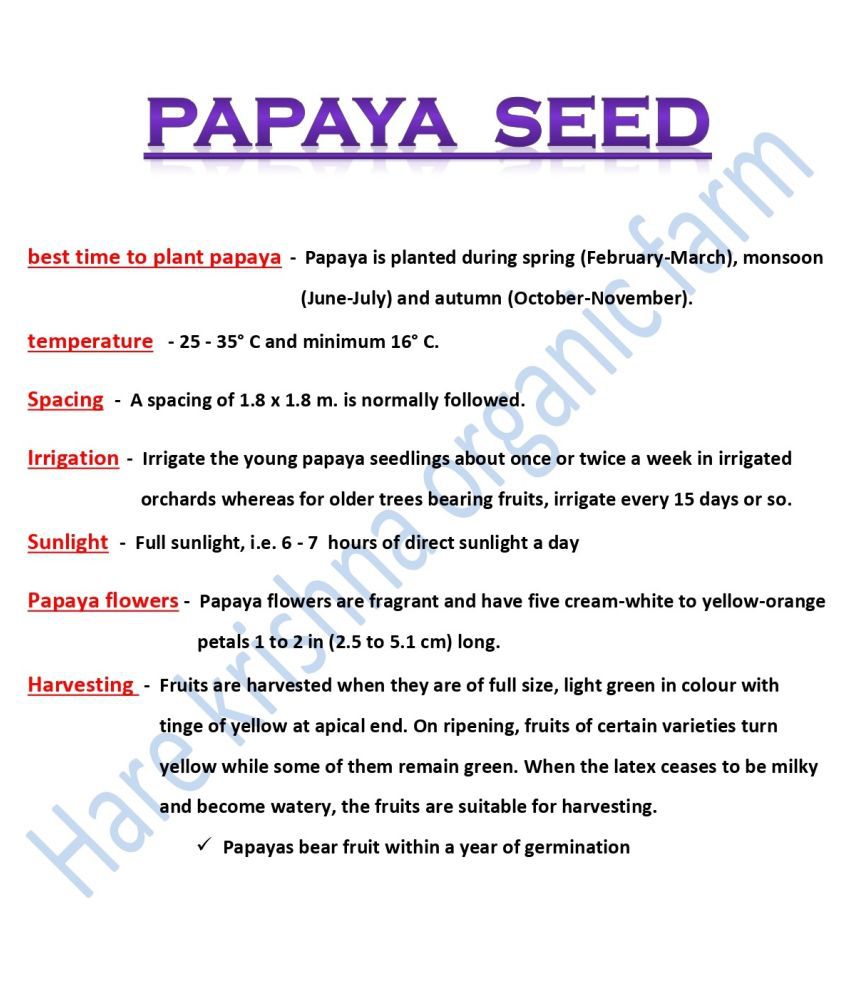 PAPAYA SEED
best time to plant papaya - Papaya is planted during spring (February-March), monsoon
(June-July) and autumn (October-November).
temperature - 25 - 35° C and minimum 16° C.
Spacing - A spacing of 1.8 x 1.8 m. is normally followed.
Irrigation - Irrigate the young papaya seedlings about once or twice a week in irrigated
orchards whereas for older trees bearing fruits, irrigate every 15 days or so.
Sunlight - Full sunlight, i.e. 6 - 7 hours of direct sunlight a day
Papaya flowers - Papaya flowers are fragrant and have five cream-white to yellow-orange
petals 1 to 2 in (2.5 to 5.1 cm) long.
Harvesting - Fruits are harvested when they are of full size, light green in colour with
tinge of yellow at apical end. On ripening, fruits of certain varieties turn
yellow while some of them remain green. When the latex ceases to be milky
and become watery, the fruits are suitable for harvesting.
✓ Papayas bear fruit within a year of germination
Hare krishna organic farm